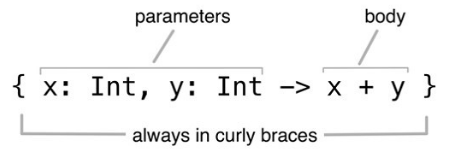 parameters body
{ x: Int, y: Int -> x + y }
always in curly braces